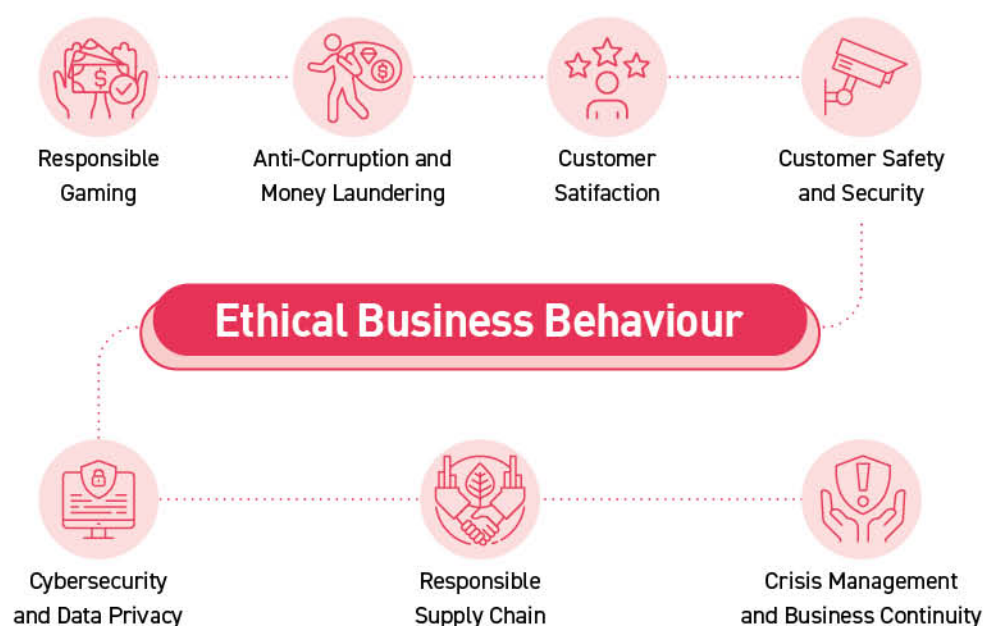 Responsible
Gaming
Anti-Corruption and
Money Laundering
Customer
Satifaction
Customer Safety
and Security
Ethical Business Behaviour
Cybersecurity
and Data Privacy
Responsible
Supply Chain
Crisis Management
and Business Continuity